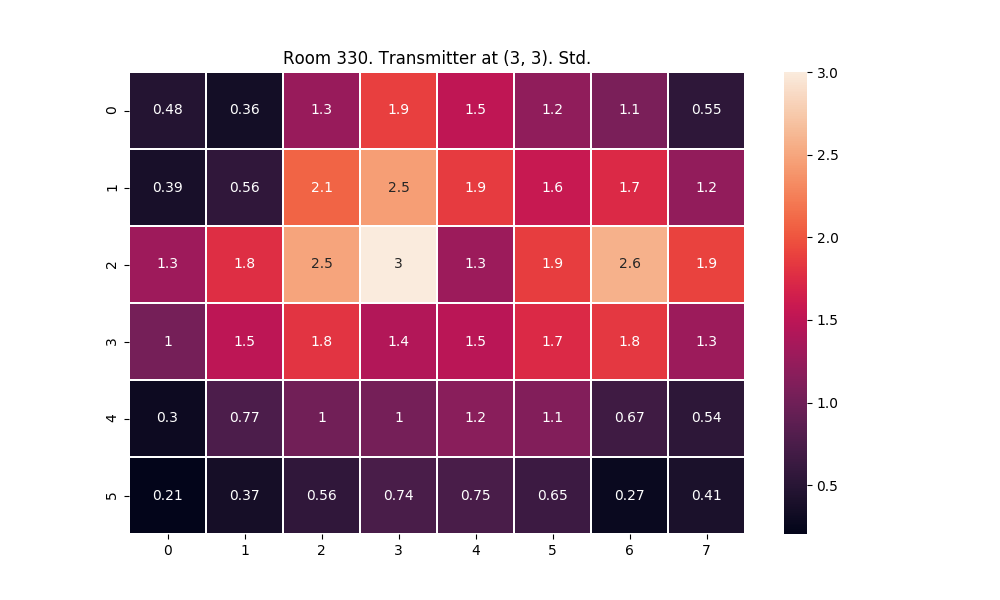 Room 330. Transmitter at (3, 3). Std.
0 0.48 0.36 1.3 1.9 1.5 1.2 1.1 0.55
1 0.39 0.56 2.1 2.5 1.9 1.6 1.7 1.2
2 1.3 1.8 2.5 3 1.3 1.9 2.6 1.9
3 1 1.5 1.8 1.4 1.5 1.7 1.8 1.3
4 0.3 0.77 1 1 1.2 1.1 0.67 0.54
5 0.21 0.37 0.56 0.74 0.75 0.65 0.27 0.41
0 1 2 3 4 5 6 7
3.0
2.5
2.0
1.5
1.0
0.5